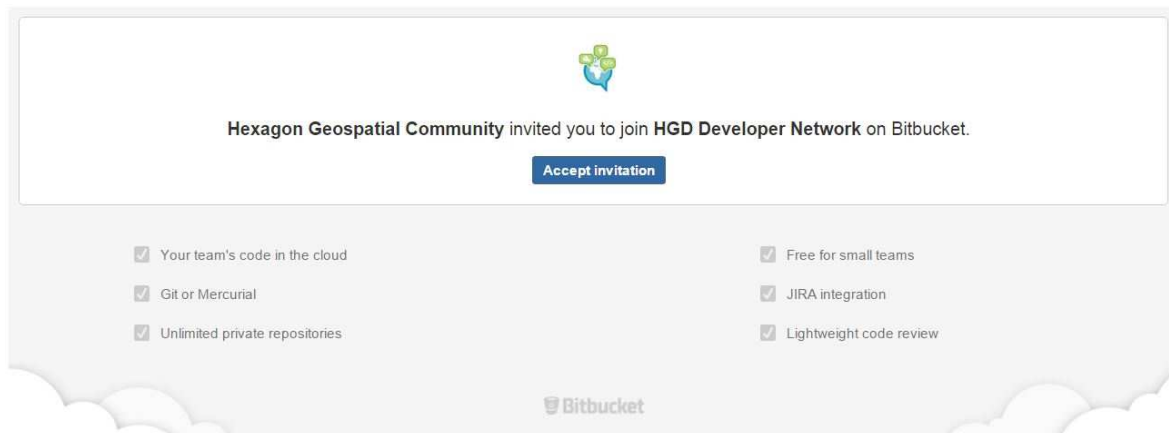 Hexagon Geospatial Community invited you to join HGD Developer Network on Bitbucket.
Accept invitation
Your team's code in the cloud
Free for small teams
Git or Mercurial
JIRA integration
Unlimited private repositories
Lightweight code review
Bitbucket